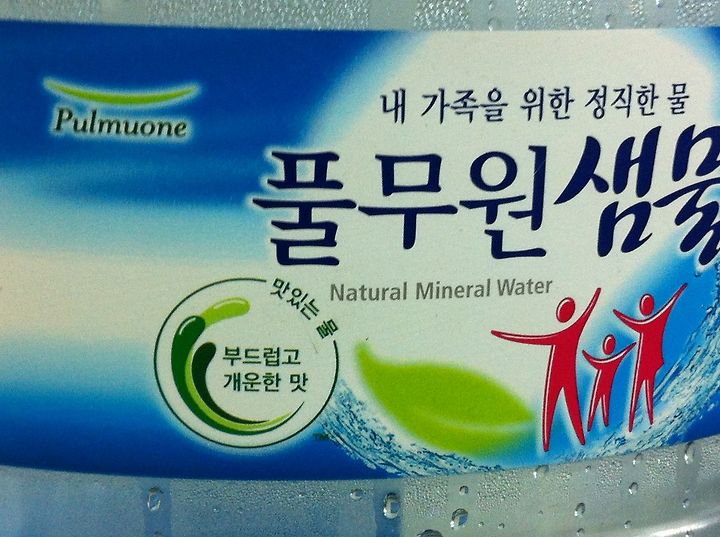 Pulmuone
내 가족을 위한 정직한 물
풀무원샘물
Natural Mineral Water
맛있는 물
부드럽고
개운한 맛
TM